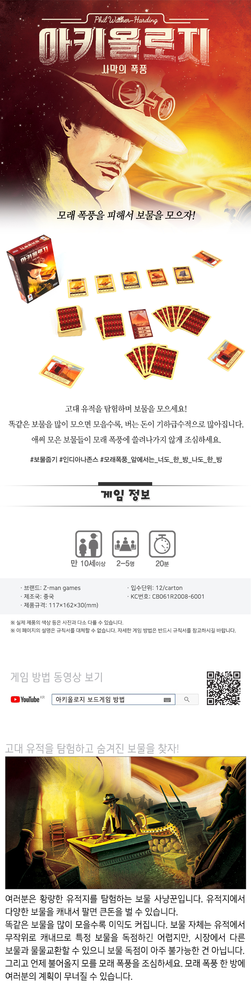 Phil Walker-Harding
아키올로지
사막의 폭풍
모래 폭풍을 피해서 보물을 모으자!
아키올로지
고대 유적을 탐험하며 보물을 모으세요!
똑같은 보물을 많이 모으면 모을수록, 버는 돈이 기하급수적으로 많아집니다.
애써 모은 보물들이 모래 폭풍에 쓸려나가지 않게 조심하세요.
#보물줍기 #인디아나존스 #모래폭풍_앞에서는_너도_한_방_나도_한_방
게임 정보
만 10세이상
2-5명
20분
· 브랜드: Z-man games
· 입수단위: 12/carton
· 제조국: 중국
· KC번호: CB061R2008-6001
· 제품규격: 117×162×30(mm)
※ 실제 제품의 색상 등은 사진과 다소 다를 수 있습니다.
※ 이 페이지의 설명은 규칙서를 대체할 수 없습니다. 자세한 게임 방법은 반드시 규칙서를 참고하시길 바랍니다.
게임 방법 동영상 보기
YouTube KR
아키올로지 보드게임 방법
고대 유적을 탐험하고 숨겨진 보물을 찾자!
여러분은 황량한 유적지를 탐험하는 보물 사냥꾼입니다. 유적지에서
다양한 보물을 캐내서 팔면 큰돈을 벌 수 있습니다.
똑같은 보물을 많이 모을수록 이익도 커집니다. 보물 자체는 유적에서
무작위로 캐내므로 특정 보물을 독점하긴 어렵지만, 시장에서 다른
보물과 물물교환할 수 있으니 보물 독점이 아주 불가능한 건 아닙니다.
그리고 언제 불어올지 모를 모래 폭풍을 조심하세요. 모래 폭풍 한 방에
여러분의 계획이 무너질 수 있습니다.